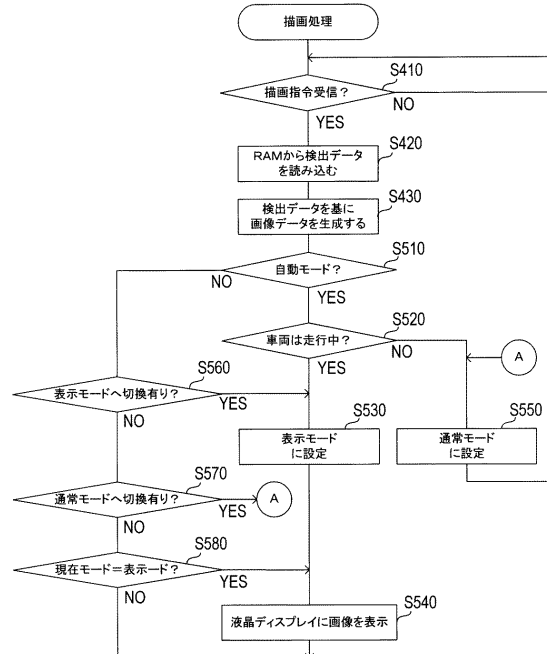 描画処理
S410
描画指令受信？
NO
YES
S420
RAMから検出データ
を読み込む
S430
検出データを基に
画像データを生成する
S510
自動モード？
NO
YES
S520
車両は走行中？
NO
YES
A
S560
表示モードへ切換有り？
YES
NO
S530
表示モード
に設定
S550
通常モード
に設定
S570
通常モードへ切換有り？
YES
A
NO
S580
現在モード＝表示モード？
YES
NO
S540
液晶ディスプレイに画像を表示